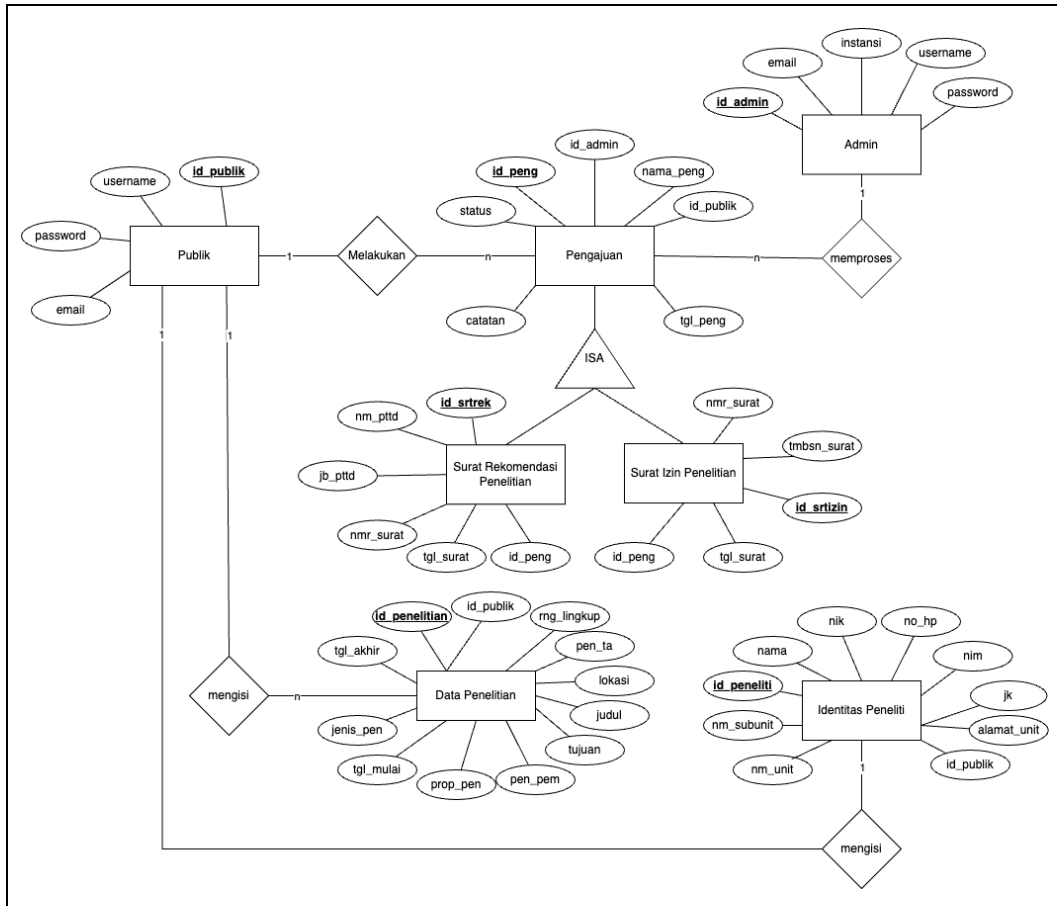 instansi
email
username
id_admin
password
Admin
1
memproses
id_admin
id_peng
nama_peng
status
id_publik
Pengajuan
n
n
catatan
tgl_peng
id_publik
username
password
Publik
email
1
Melakukan
1
1
ISA
id_srtrek
nm_pttd
jb_pttd
Surat Rekomendasi
Penelitian
nmr_surat
tgl_surat
id_peng
nmr_surat
tmbsn_surat
Surat Izin Penelitian
id_srtizin
id_peng
tgl_surat
id_penelitian
id_publik
rng_lingkup
tgl_akhir
pen_ta
lokasi
Data Penelitian
judul
jenis_pen
tujuan
tgl_mulai
prop_pen
pen_pem
mengisi
n
nik
no_hp
nama
nim
id_peneliti
jk
Identitas Peneliti
nm_subunit
alamat_unit
nm_unit
id_publik
1
mengisi